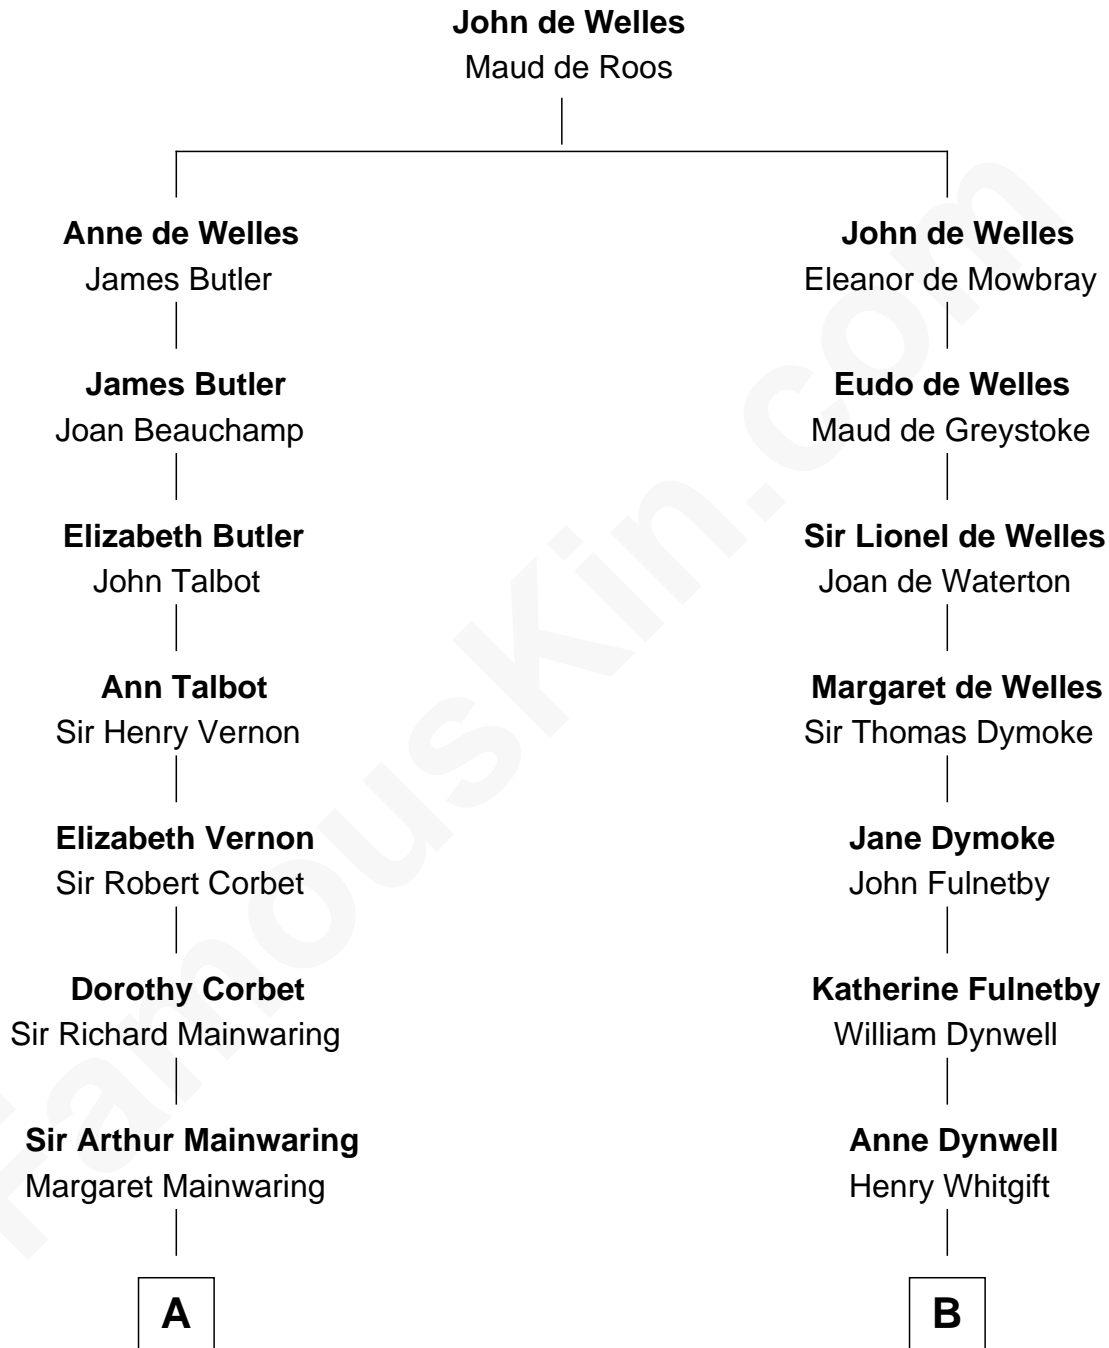 John de Welles
Maud de Roos
Anne de Welles
James Butler
John de Welles
Eleanor de Mowbray
James Butler
Joan Beauchamp
Eudo de Welles
Maud de Greystoke
Elizabeth Butler
John Talbot
Sir Lionel de Welles
Joan de Waterton
Ann Talbot
Sir Henry Vernon
Margaret de Welles
Sir Thomas Dymoke
Elizabeth Vernon
Sir Robert Corbet
Jane Dymoke
John Fulnetby
Dorothy Corbet
Sir Richard Mainwaring
Katherine Fulnetby
William Dynwell
Sir Arthur Mainwaring
Margaret Mainwaring
Anne Dynwell
Henry Whitgift
A
B
FamousKin.com